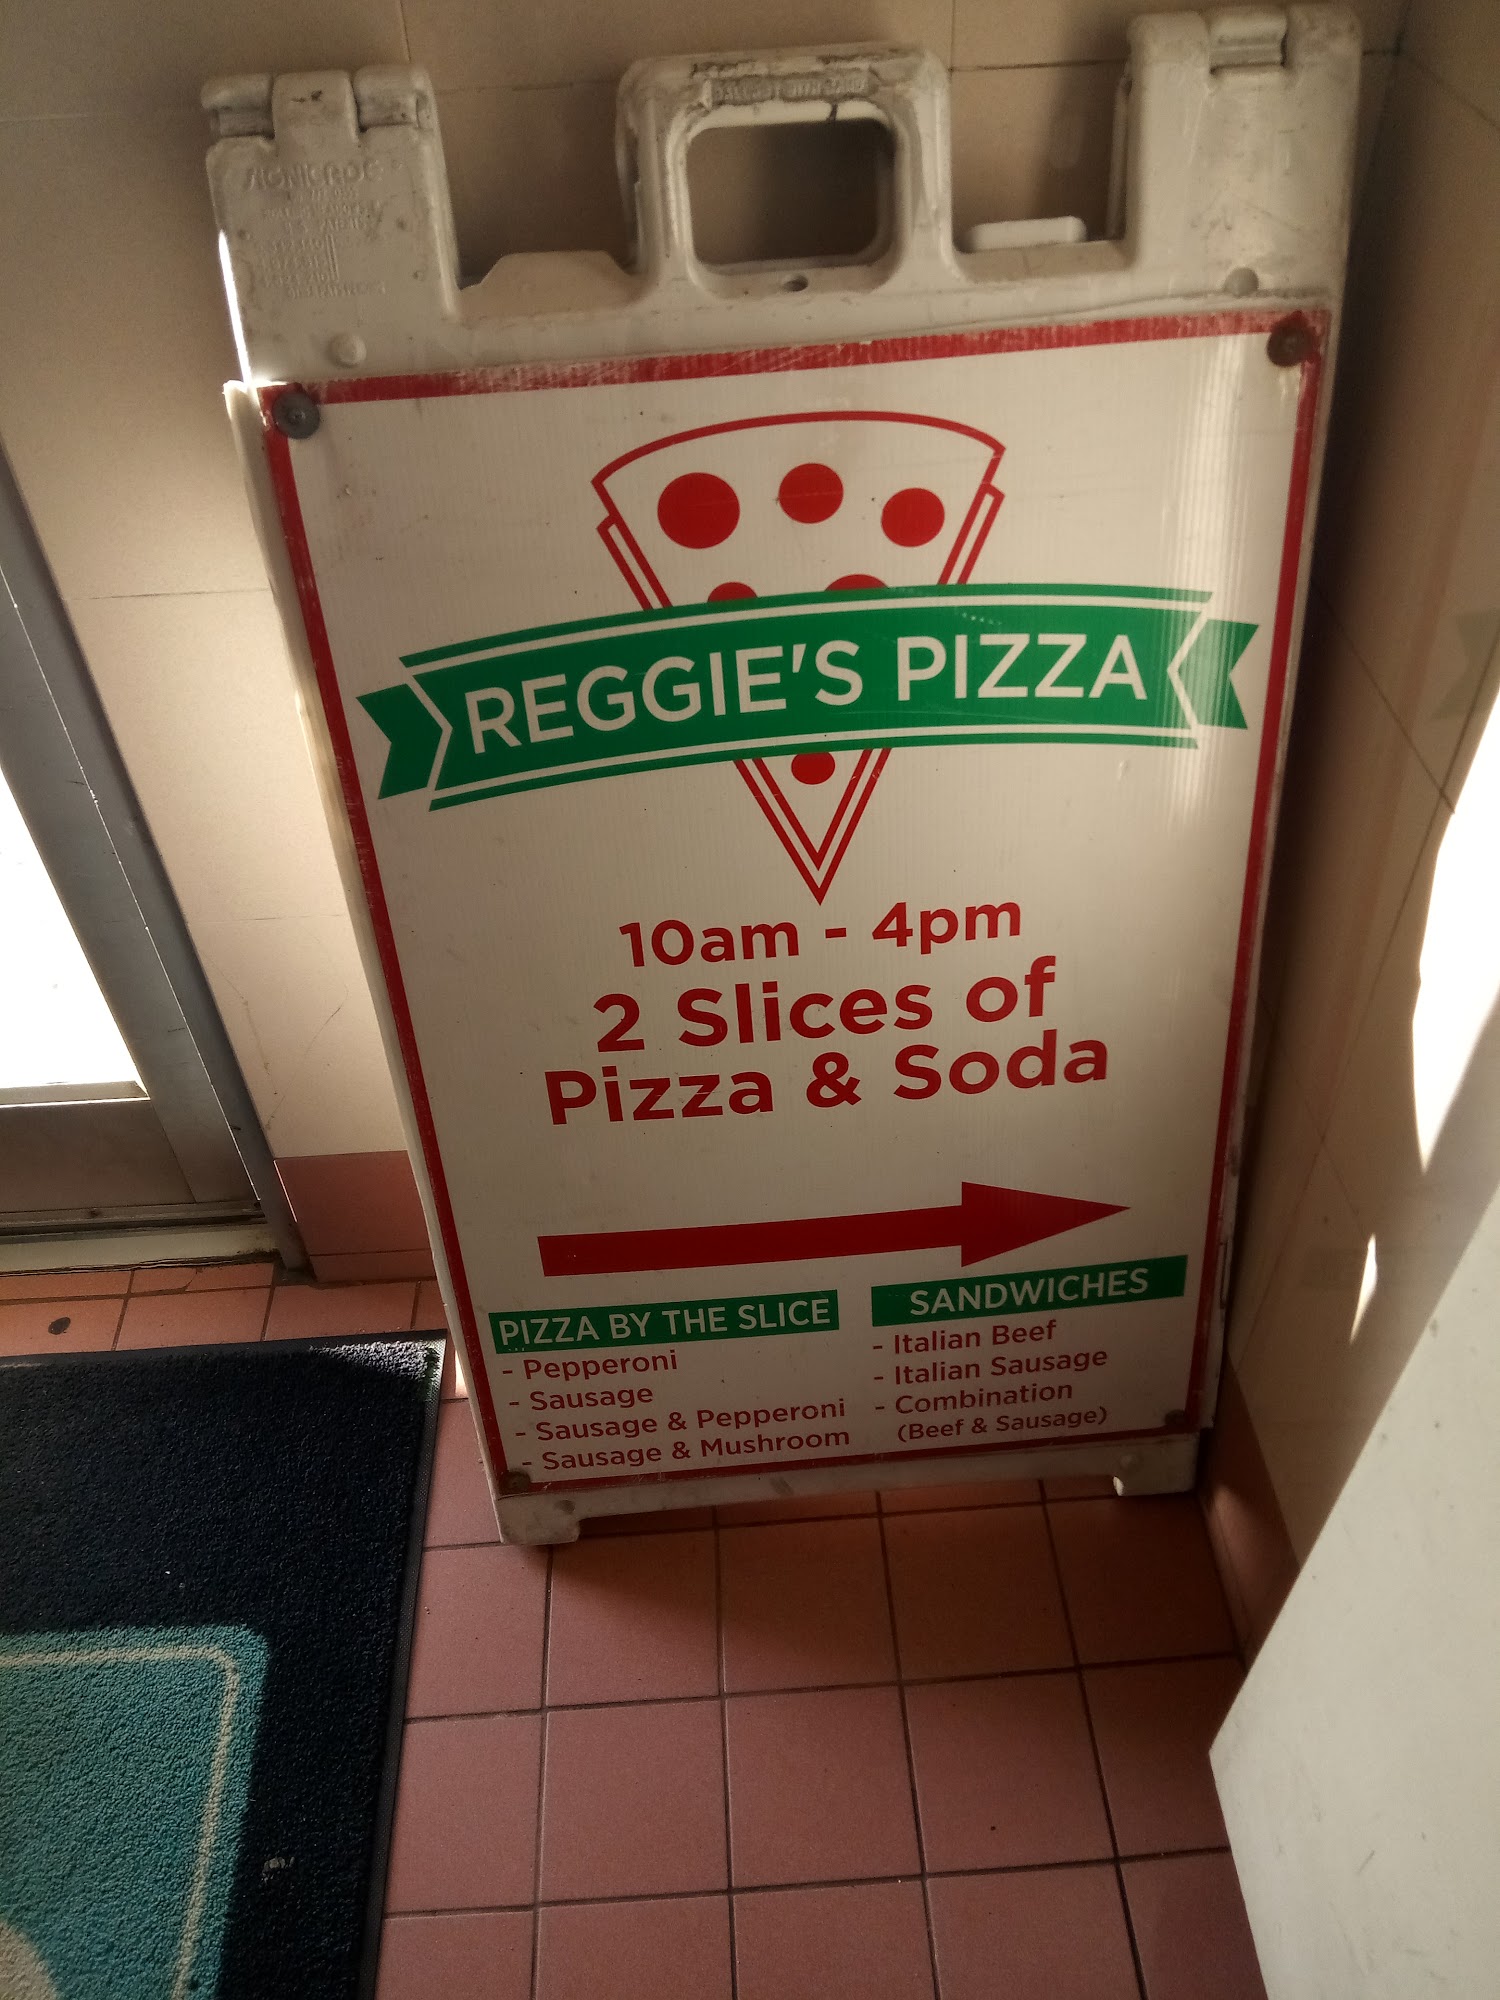 SIGNICADE
REGGIE'S PIZZA
10am - 4pm
2 Slices of
Pizza & Soda
PIZZA BY THE SLICE
- Pepperoni
- Sausage
- Sausage & Pepperoni
- Sausage & Mushroom
SANDWICHES
- Italian Beef
- Italian Sausage
- Combination
(Beef & Sausage)